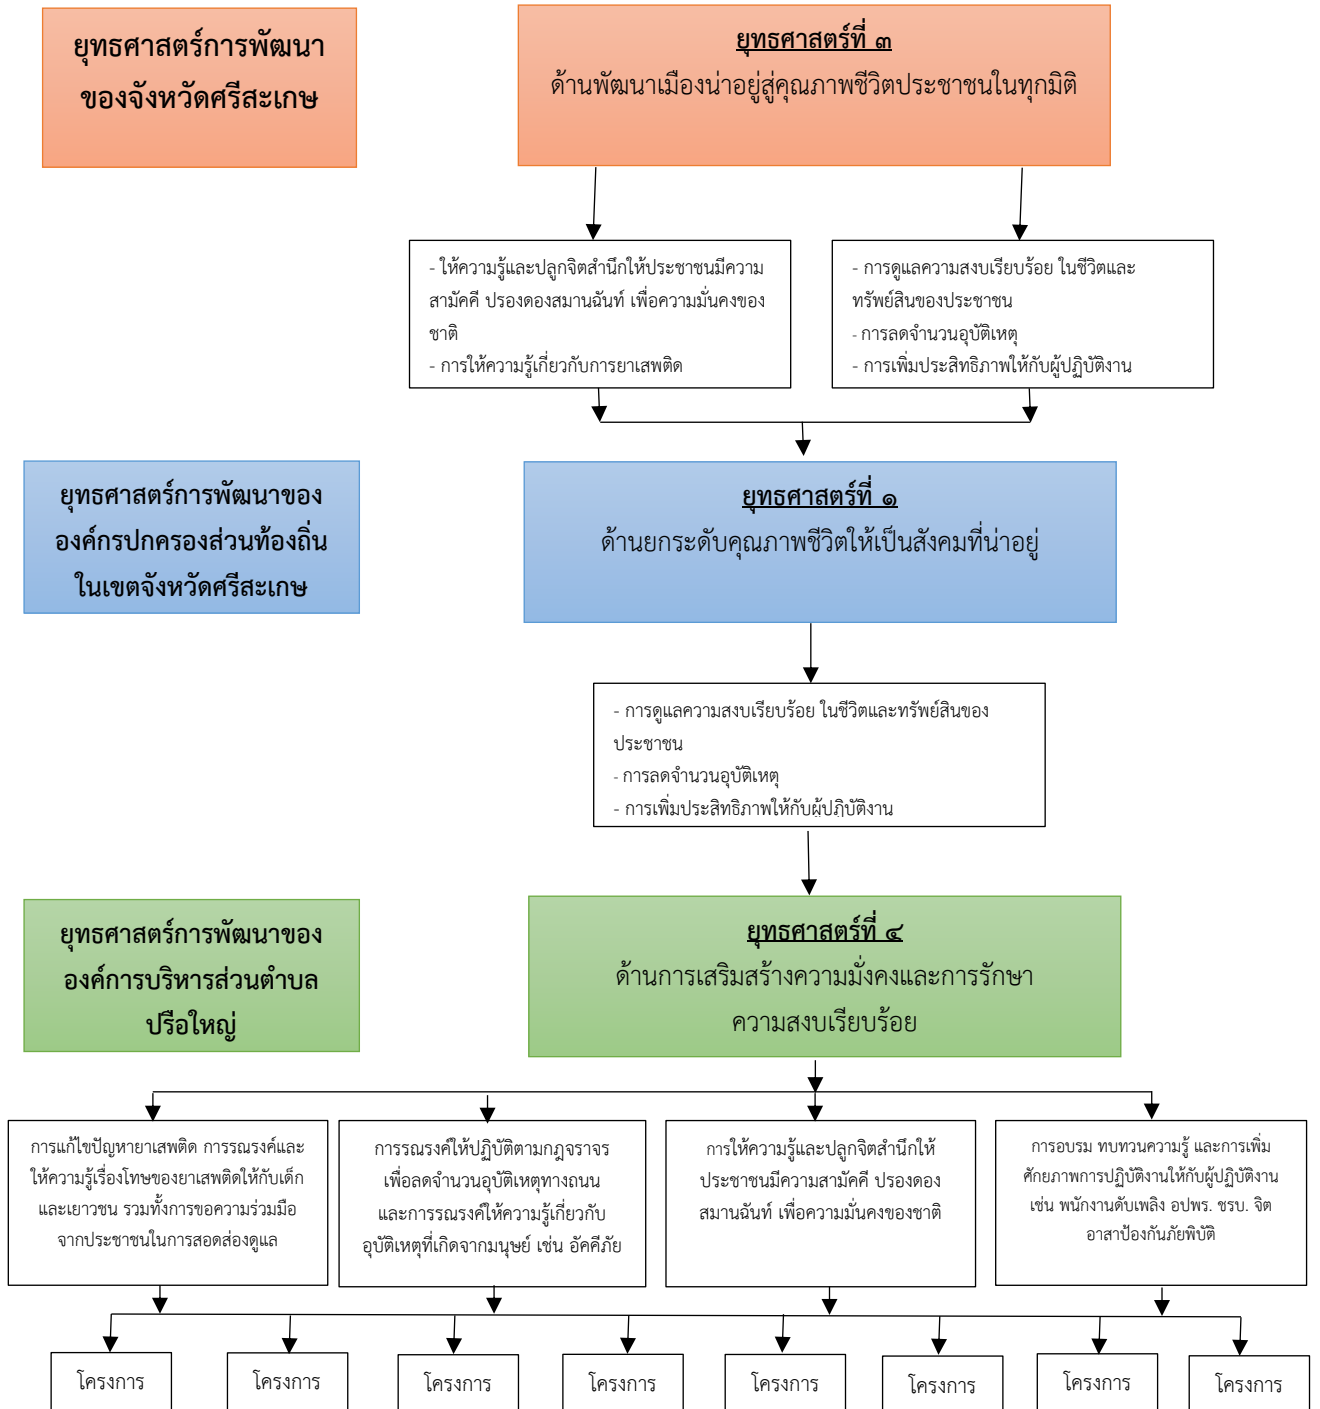 ยุทธศาสตร์การพัฒนา
ของจังหวัดศรีสะเกษ
ยุทธศาสตร์ที่ ๓
ด้านพัฒนาเมืองน่าอยู่สู่คุณภาพชีวิตประชาชนในทุกมิติ
- ให้ความรู้และปลูกจิตสำนึกให้ประชาชนมีความ
สามัคคี ปรองดองสมานฉันท์ เพื่อความมั่นคงของ
ชาติ
- การให้ความรู้เกี่ยวกับการยาเสพติด
- การดูแลความสงบเรียบร้อย ในชีวิตและ
ทรัพย์สินของประชาชน
- การลดจำนวนอุบัติเหตุ
- การเพิ่มประสิทธิภาพให้กับผู้ปฏิบัติงาน
ยุทธศาสตร์การพัฒนาของ
องค์กรปกครองส่วนท้องถิ่น
ในเขตจังหวัดศรีสะเกษ
ยุทธศาสตร์ที่ ๑
ด้านยกระดับคุณภาพชีวิตให้เป็นสังคมที่น่าอยู่
- การดูแลความสงบเรียบร้อย ในชีวิตและทรัพย์สินของ
ประชาชน
- การลดจำนวนอุบัติเหตุ
- การเพิ่มประสิทธิภาพให้กับผู้ปฏิบัติงาน
ยุทธศาสตร์การพัฒนาของ
องค์การบริหารส่วนตำบล
ปรือใหญ่
ยุทธศาสตร์ที่ ๔
ด้านการเสริมสร้างความมั่งคงและการรักษา
ความสงบเรียบร้อย
การแก้ไขปัญหายาเสพติด การรณรงค์และ
ให้ความรู้เรื่องโทษของยาเสพติดให้กับเด็ก
และเยาวชน รวมทั้งการขอความร่วมมือ
จากประชาชนในการสอดส่องดูแล
การรณรงค์ให้ปฏิบัติตามกฎจราจร
เพื่อลดจำนวนอุบัติเหตุทางถนน
และการรณรงค์ให้ความรู้เกี่ยวกับ
อุบัติเหตุที่เกิดจากมนุษย์ เช่น อัคคีภัย
การให้ความรู้และปลูกจิตสำนึกให้
ประชาชนมีความสามัคคี ปรองดอง
สมานฉันท์ เพื่อความมั่นคงของชาติ
การอบรม ทบทวนความรู้ และการเพิ่ม
ศักยภาพการปฏิบัติงานให้กับผู้ปฏิบัติงาน
เช่น พนักงานดับเพลิง อปพร. ชรบ. จิต
อาสาป้องกันภัยพิบัติ
โครงการ
โครงการ
โครงการ
โครงการ
โครงการ
โครงการ
โครงการ
โครงการ